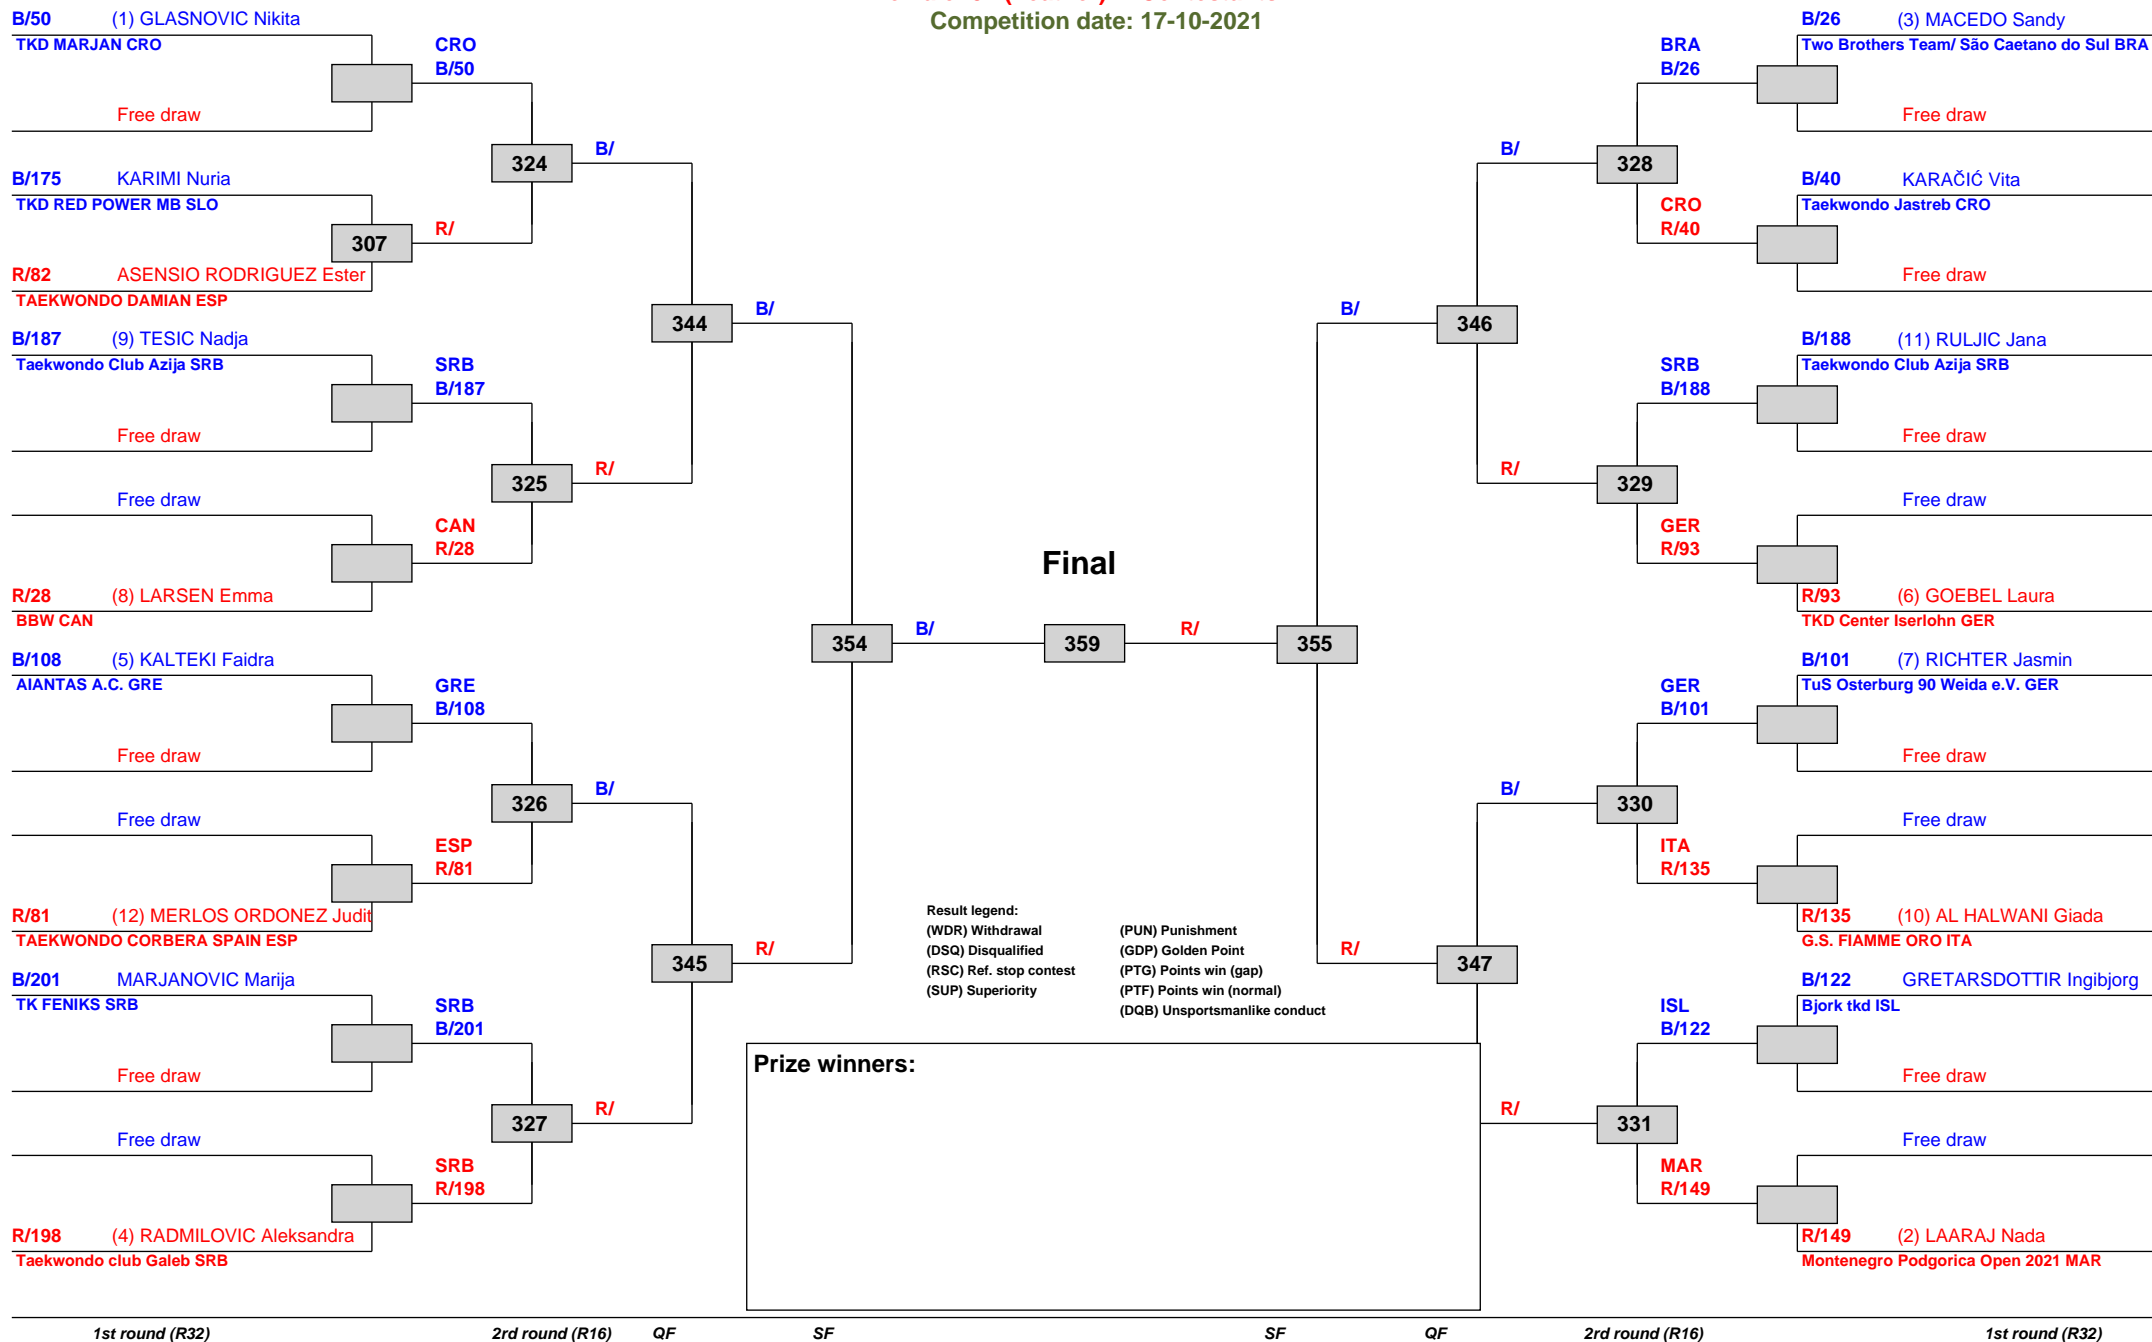 Competition date: 17-10-2021
B/50 (1) GLASNOVIC Nikita
TKD MARJAN CRO
Free draw
CRO
B/50
B/175 KARIMI Nuria
TKD RED POWER MB SLO
307
R/
R/82 ASENSIO RODRIGUEZ Ester
TAEKWONDO DAMIAN ESP
324
B/
B/187 (9) TESIC Nadja
Taekwondo Club Azija SRB
Free draw
SRB
B/187
325
R/
Free draw
CAN
R/28
R/28 (8) LARSEN Emma
BBW CAN
344
B/
B/108 (5) KALTEKI Faidra
AIANTAS A.C. GRE
Free draw
GRE
B/108
326
B/
Free draw
ESP
R/81
R/81 (12) MERLOS ORDONEZ Judit
TAEKWONDO CORBERA SPAIN ESP
345
R/
B/201 MARJANOVIC Marija
TK FENIKS SRB
Free draw
SRB
B/201
327
R/
Free draw
SRB
R/198
R/198 (4) RADMILOVIC Aleksandra
Taekwondo club Galeb SRB
Final
354
B/
359
R/
355
B/26 (3) MACEDO Sandy
Two Brothers Team/ São Caetano do Sul BRA
Free draw
BRA
B/26
B/
328
B/40 KARAČIĆ Vita
Taekwondo Jastreb CRO
Free draw
CRO
R/40
B/
346
B/188 (11) RULJIC Jana
Taekwondo Club Azija SRB
Free draw
SRB
B/188
R/
329
Free draw
GER
R/93
R/93 (6) GOEBEL Laura
TKD Center Iserlohn GER
B/101 (7) RICHTER Jasmin
TuS Osterburg 90 Weida e.V. GER
Free draw
GER
B/101
B/
330
Free draw
ITA
R/135
R/135 (10) AL HALWANI Giada
G.S. FIAMME ORO ITA
R/
347
B/122 GRETARSDOTTIR Ingibjorg
Bjork tkd ISL
Free draw
ISL
B/122
R/
331
Free draw
MAR
R/149
R/149 (2) LAARAJ Nada
Montenegro Podgorica Open 2021 MAR
Result legend:
(WDR) Withdrawal (PUN) Punishment
(DSQ) Disqualified (GDP) Golden Point
(RSC) Ref. stop contest (PTG) Points win (gap)
(SUP) Superiority (PTF) Points win (normal)
(DQB) Unsportsmanlike conduct
Prize winners:
1st round (R32) 2rd round (R16) QF SF SF QF 2rd round (R16) 1st round (R32)